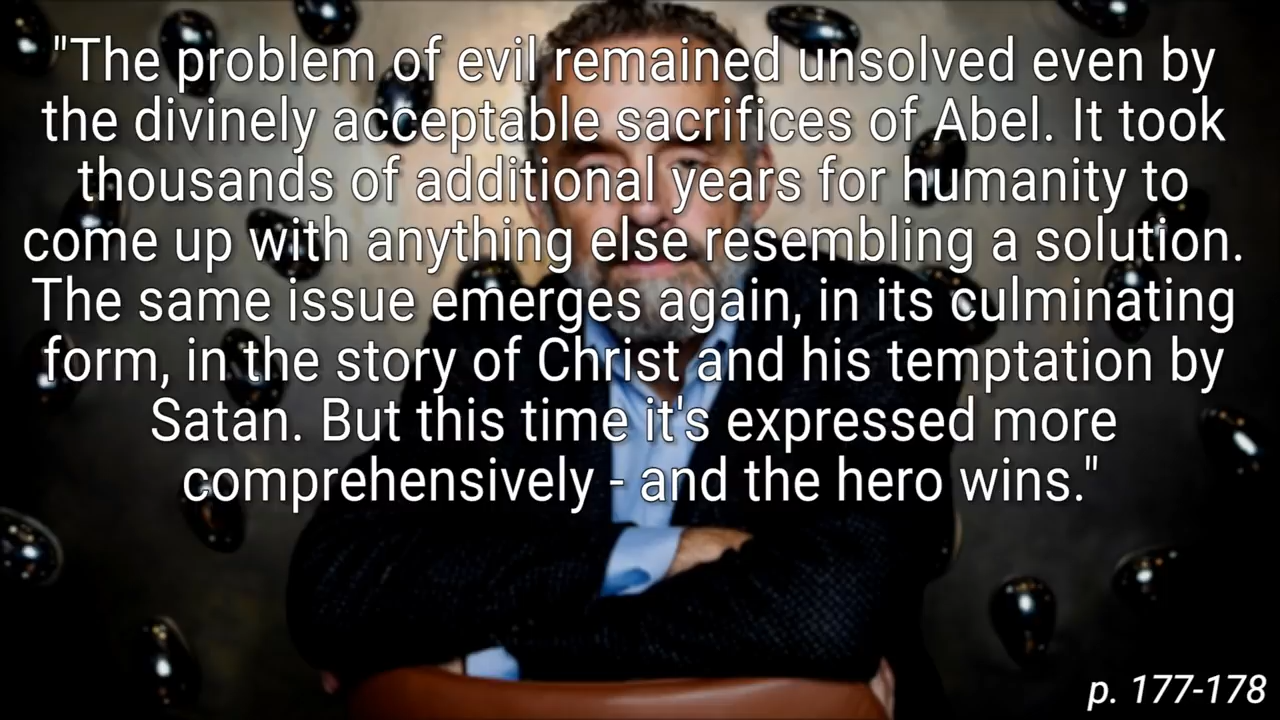 "The problem of evil remained unsolved even by
the divinely acceptable sacrifices of Abel. It took
thousands of additional years for humanity to
come up with anything else resembling a solution.
The same issue emerges again, in its culminating
form, in the story of Christ and his temptation by
Satan. But this time it's expressed more
comprehensively - and the hero wins."
p. 177-178